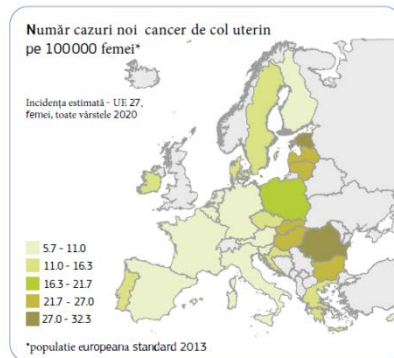 Număr cazuri noi cancer de col uterin
pe 100000 femei*
Incidența estimată - UE 27,
femei, toate vârstele 2020
5.7 - 11.0
11.0 - 16.3
16.3 - 21.7
21.7 - 27.0
27.0 - 32.3
*populatie europeana standard 2013